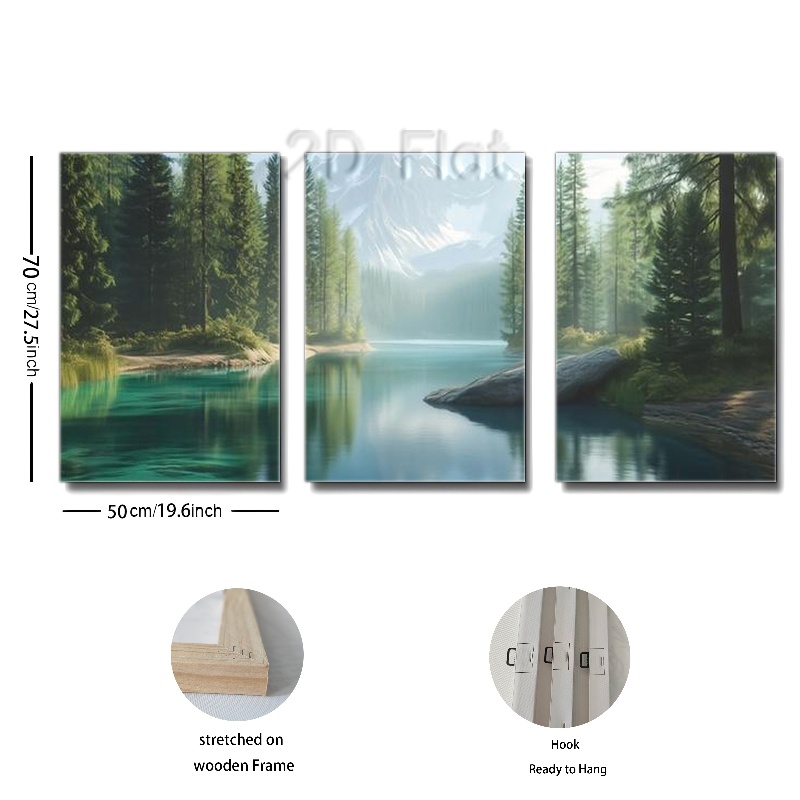 2D Flat
70 cm/27.5inch
50cm/19.6inch
stretched on
wooden Frame
Hook
Ready to Hang